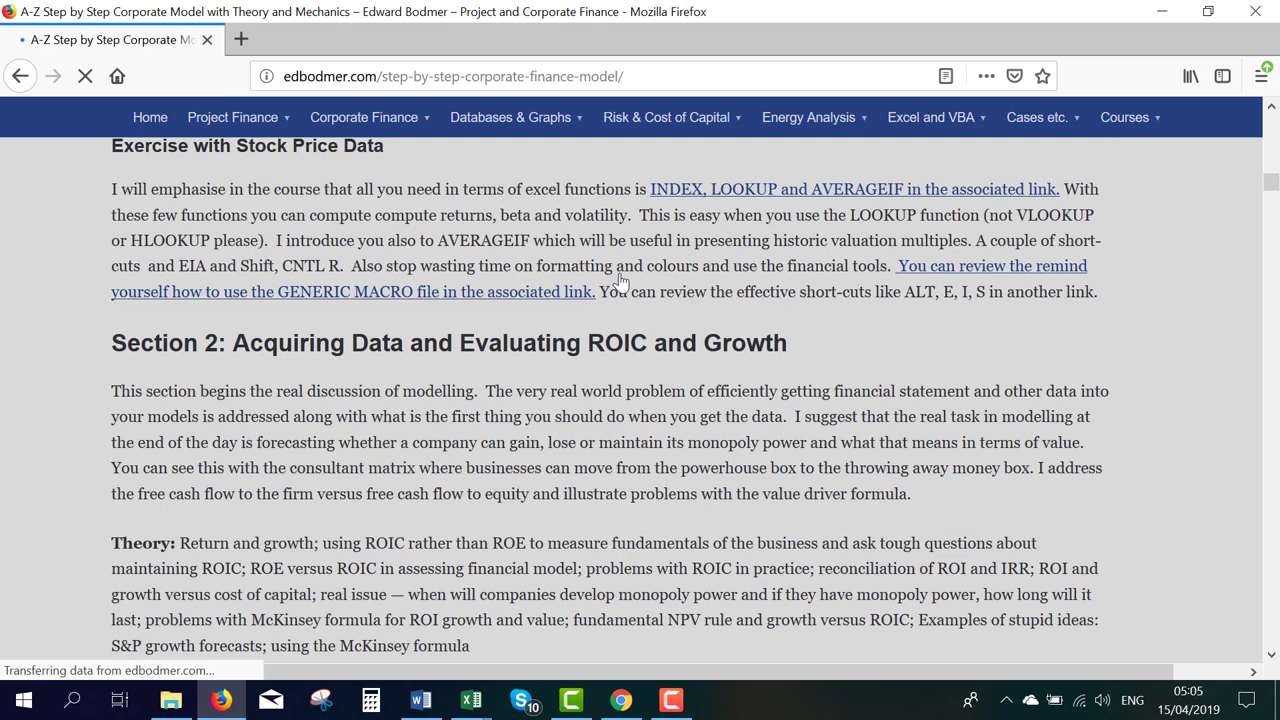 A-Z Step by Step Corporate Model with Theory and Mechanics – Edward Bodmer – Project and Corporate Finance - Mozilla Firefox
A-Z Step by Step Corporate Mo
edbodmer.com/step-by-step-corporate-finance-model/
Home Project Finance Corporate Finance Databases & Graphs Risk & Cost of Capital Energy Analysis Excel and VBA Cases etc. Courses
Exercise with Stock Price Data
I will emphasise in the course that all you need in terms of excel functions is INDEX, LOOKUP and AVERAGEIF in the associated link. With
these few functions you can compute compute returns, beta and volatility. This is easy when you use the LOOKUP function (not VLOOKUP
or HLOOKUP please). I introduce you also to AVERAGEIF which will be useful in presenting historic valuation multiples. A couple of short-
cuts and EIA and Shift, CNTL R. Also stop wasting time on formatting and colours and use the financial tools. You can review the remind
yourself how to use the GENERIC MACRO file in the associated link. You can review the effective short-cuts like ALT, E, I, S in another link.
Section 2: Acquiring Data and Evaluating ROIC and Growth
This section begins the real discussion of modelling. The very real world problem of efficiently getting financial statement and other data into
your models is addressed along with what is the first thing you should do when you get the data. I suggest that the real task in modelling at
the end of the day is forecasting whether a company can gain, lose or maintain its monopoly power and what that means in terms of value.
You can see this with the consultant matrix where businesses can move from the powerhouse box to the throwing away money box. I address
the free cash flow to the firm versus free cash flow to equity and illustrate problems with the value driver formula.
Theory: Return and growth; using ROIC rather than ROE to measure fundamentals of the business and ask tough questions about
maintaining ROIC; ROE versus ROIC in assessing financial model; problems with ROIC in practice; reconciliation of ROI and IRR; ROI and
growth versus cost of capital; real issue — when will companies develop monopoly power and if they have monopoly power, how long will it
last; problems with McKinsey formula for ROI growth and value; fundamental NPV rule and growth versus ROIC; Examples of stupid ideas:
S&P growth forecasts; using the McKinsey formula
Transferring data from edbodmer.com...
10
ENG
05:05
15/04/2019